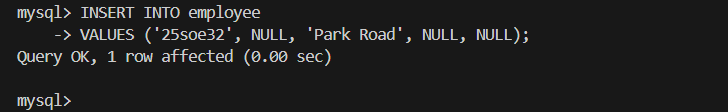 mysql> INSERT INTO employee
    -> VALUES ('25soe32', NULL, 'Park Road', NULL, NULL);
Query OK, 1 row affected (0.00 sec)
mysql>